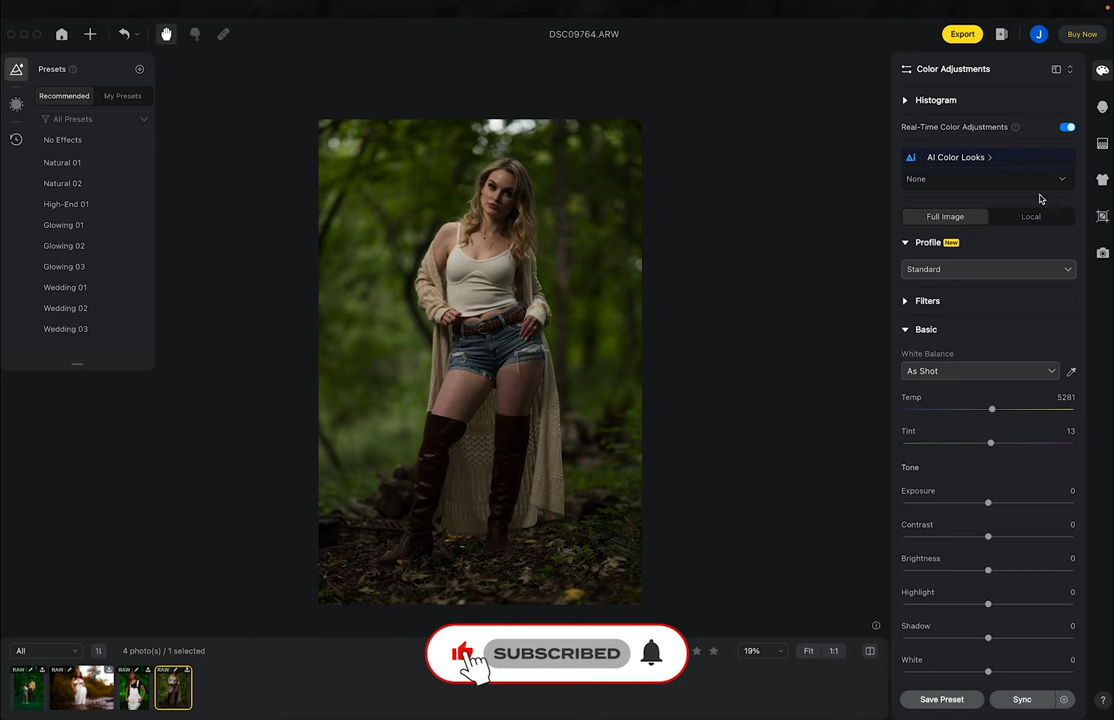 DSC09764.ARW
Export
J
Buy Now
Presets
Recommended
My Presets
All Presets
No Effects
Natural 01
Natural 02
High-End 01
Glowing 01
Glowing 02
Glowing 03
Wedding 01
Wedding 02
Wedding 03
Color Adjustments
Histogram
Real-Time Color Adjustments
Ai AI Color Looks >
None
Full Image
Local
Profile New
Standard
Filters
Basic
White Balance
As Shot
Temp 5281
Tint 13
Tone
Exposure 0
Contrast 0
Brightness 0
Highlight 0
Shadow 0
White 0
Save Preset
Sync
All
4 photo(s) / 1 selected
19%
Fit
1:1
RAW
RAW
RAW
RAW
SUBSCRIBED